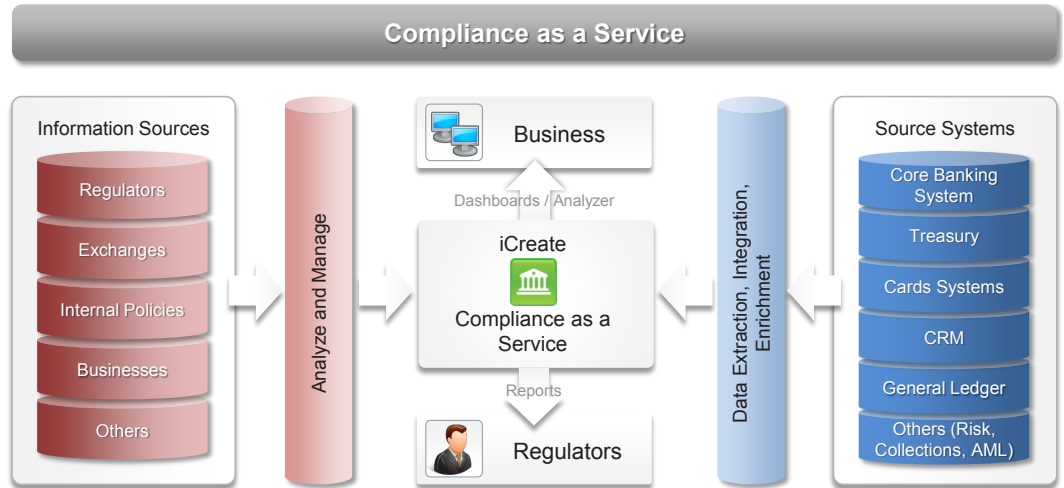 Compliance as a Service
Information Sources
Regulators
Exchanges
Internal Policies
Businesses
Others
Analyze and Manage
Business
Dashboards / Analyzer
iCreate
Compliance as a
Service
Reports
Regulators
Data Extraction, Integration,
Enrichment
Source Systems
Core Banking
System
Treasury
Cards Systems
CRM
General Ledger
Others (Risk,
Collections, AML)